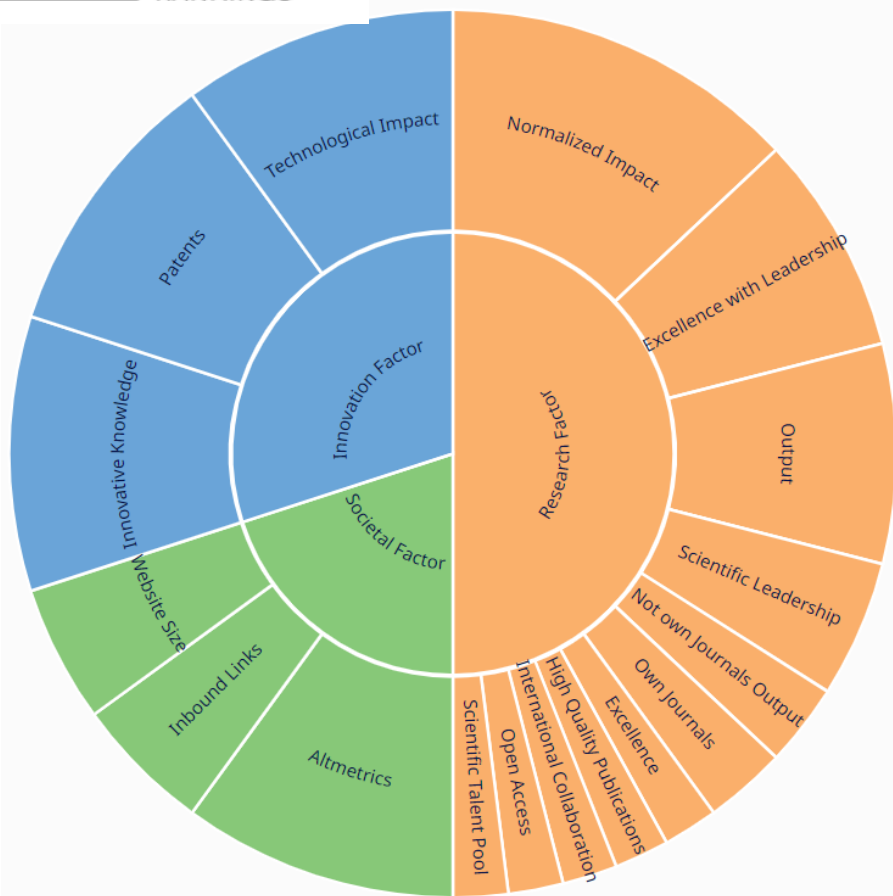 Technological Impact
Normalized Impact
Patents
Excellence with Leadership
Innovation Factor
Innovative Knowledge
Research Factor
Output
Societal Factor
Website Size
Scientific Leadership
Not own Journals Output
Inbound Links
Own Journals
Excellence
High Quality Publications
International Collaboration
Open Access
Scientific Talent Pool
Altmetrics